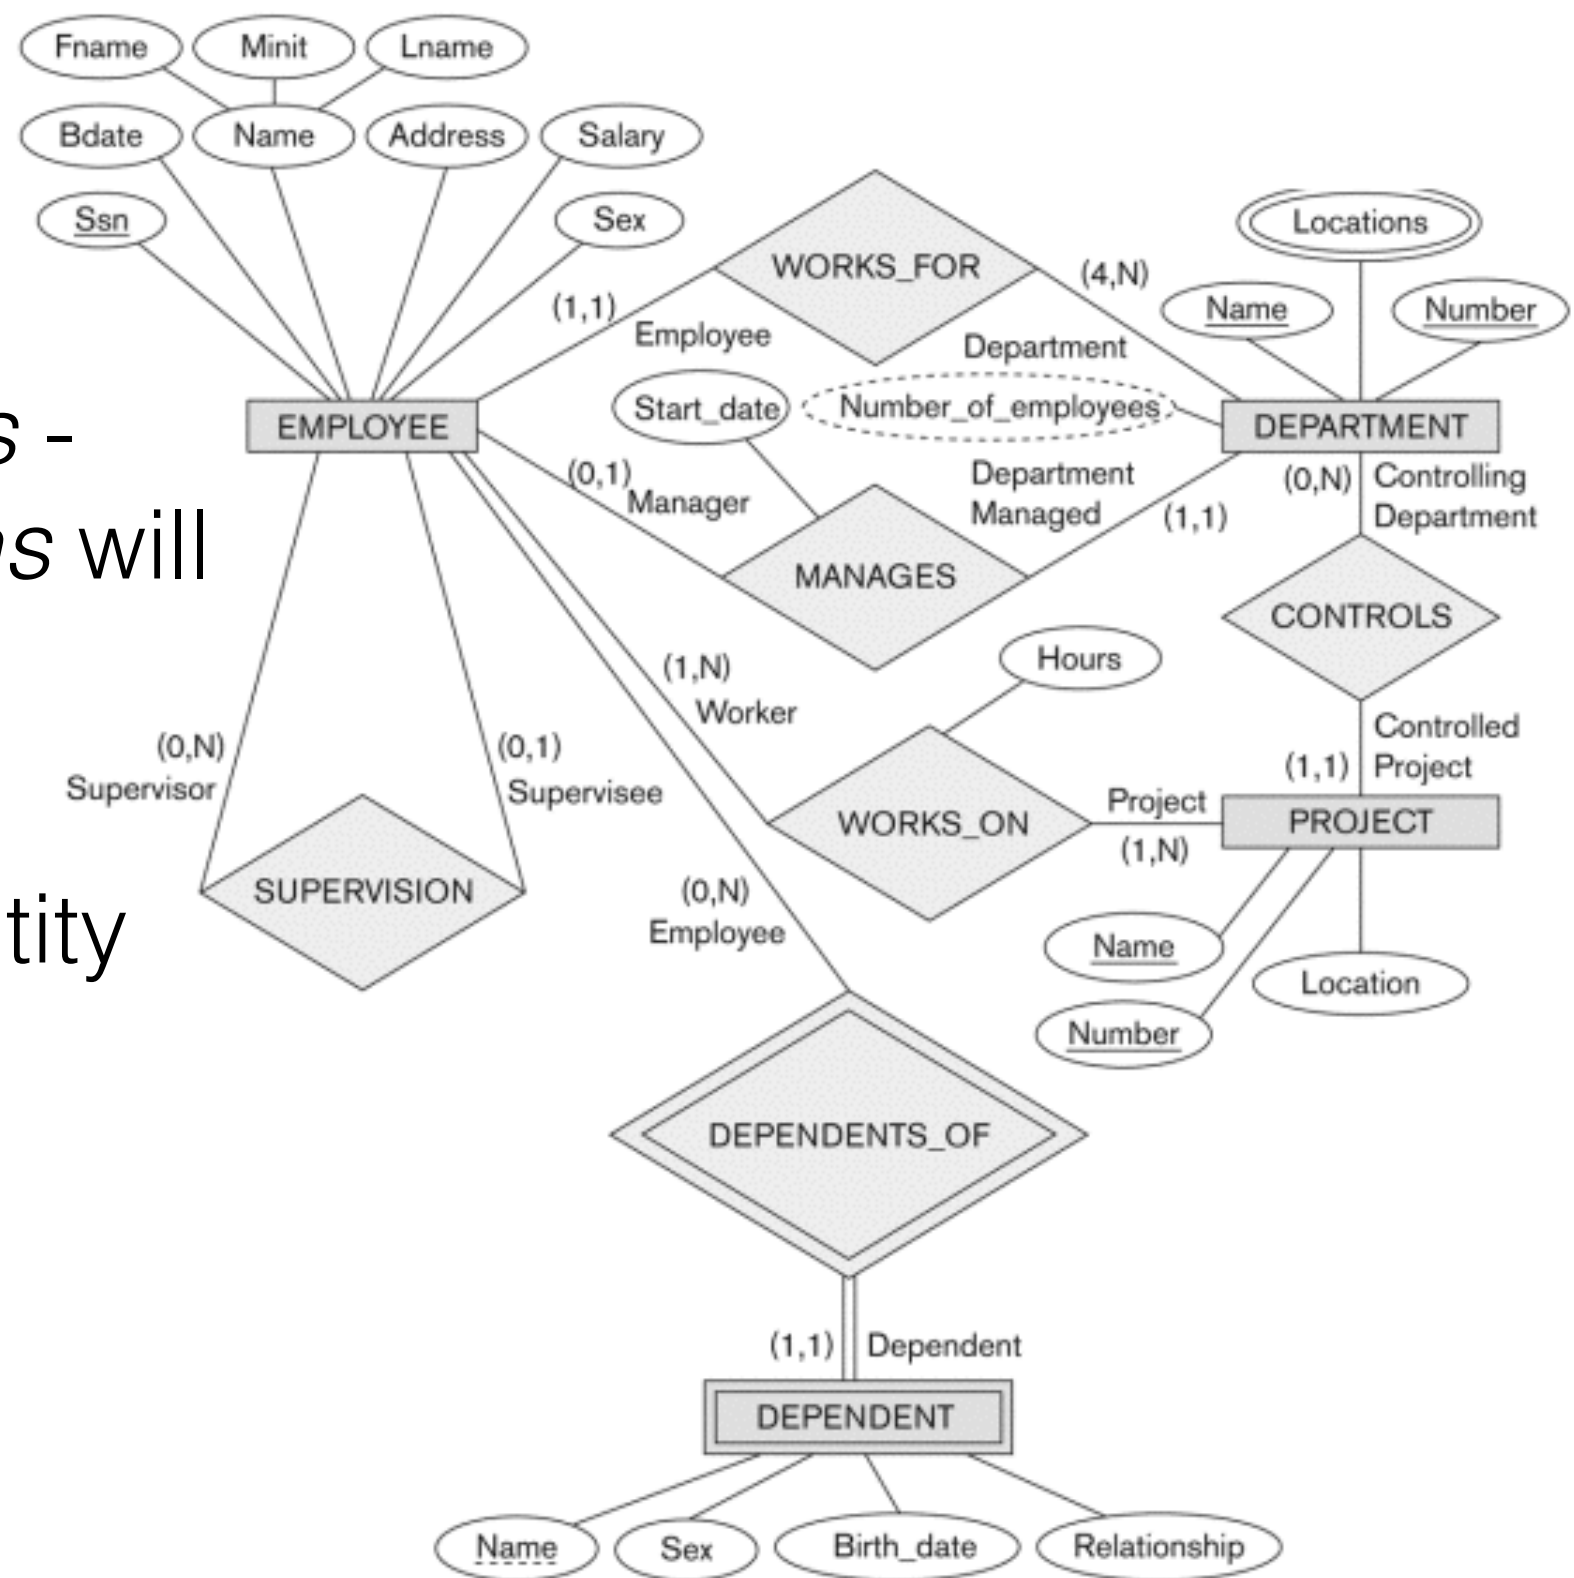 Fname Minit Lname
Bdate Name Address Salary
Ssn Sex
Locations
WORKS_FOR
(4,N)
(1,1)
Name Number
Employee
Department
s -
Start_date
Number_of_employees
EMPLOYEE
DEPARTMENT
(0,1)
Manager
Department
Managed
(1,1)
(0,N)
Controlling
Department
s will
MANAGES
CONTROLS
Hours
(1,N)
Worker
(0,N)
Supervisor
(0,1)
Supervisee
Controlled
Project
(1,1)
WORKS_ON
Project
(1,N)
PROJECT
SUPERVISION
(0,N)
Employee
tity
Name
Location
Number
DEPENDENTS_OF
(1,1)
Dependent
DEPENDENT
Name Sex Birth_date Relationship